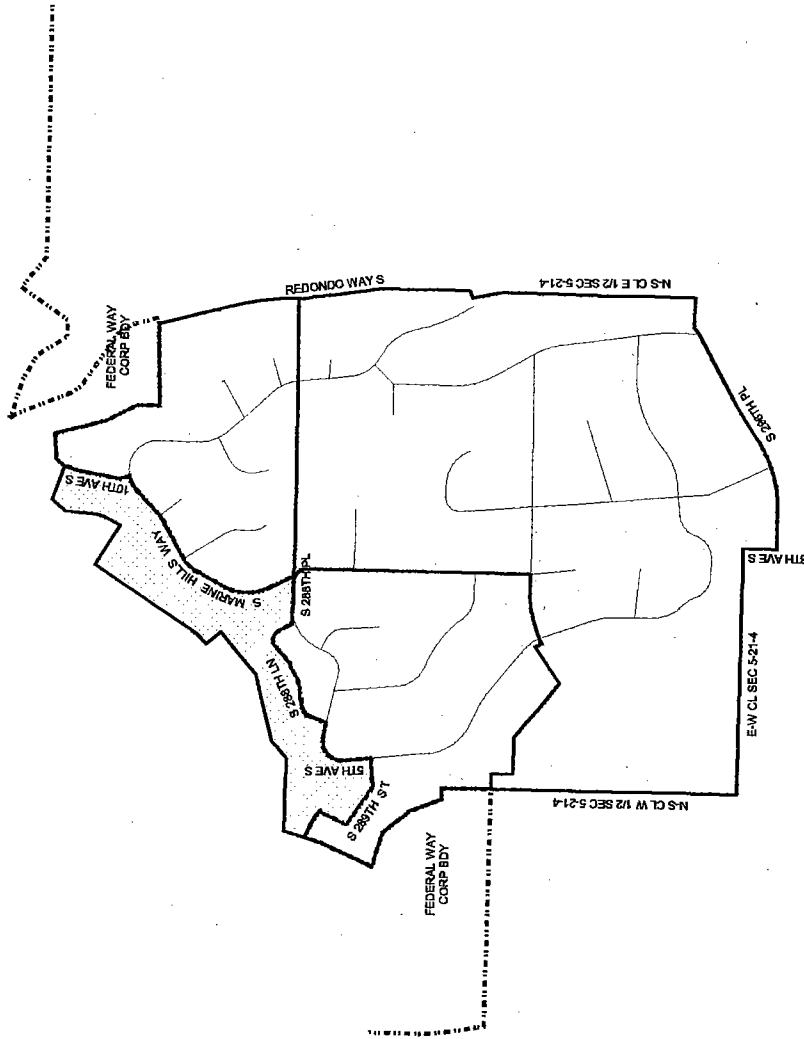 FEDERAL WAY
CORP BDY
REDONDO WAY S
N-S CL E 1/2 SEC 5-21-4
10TH AVE S
S MARINE HILLS WAY
S 288TH PL
S 288TH LN
5TH AVE S
S 289TH ST
S 286TH PL
8TH AVE S
E-W CL SEC 5-21-4
N-S CL W 1/2 SEC 5-21-4
FEDERAL WAY
CORP BDY